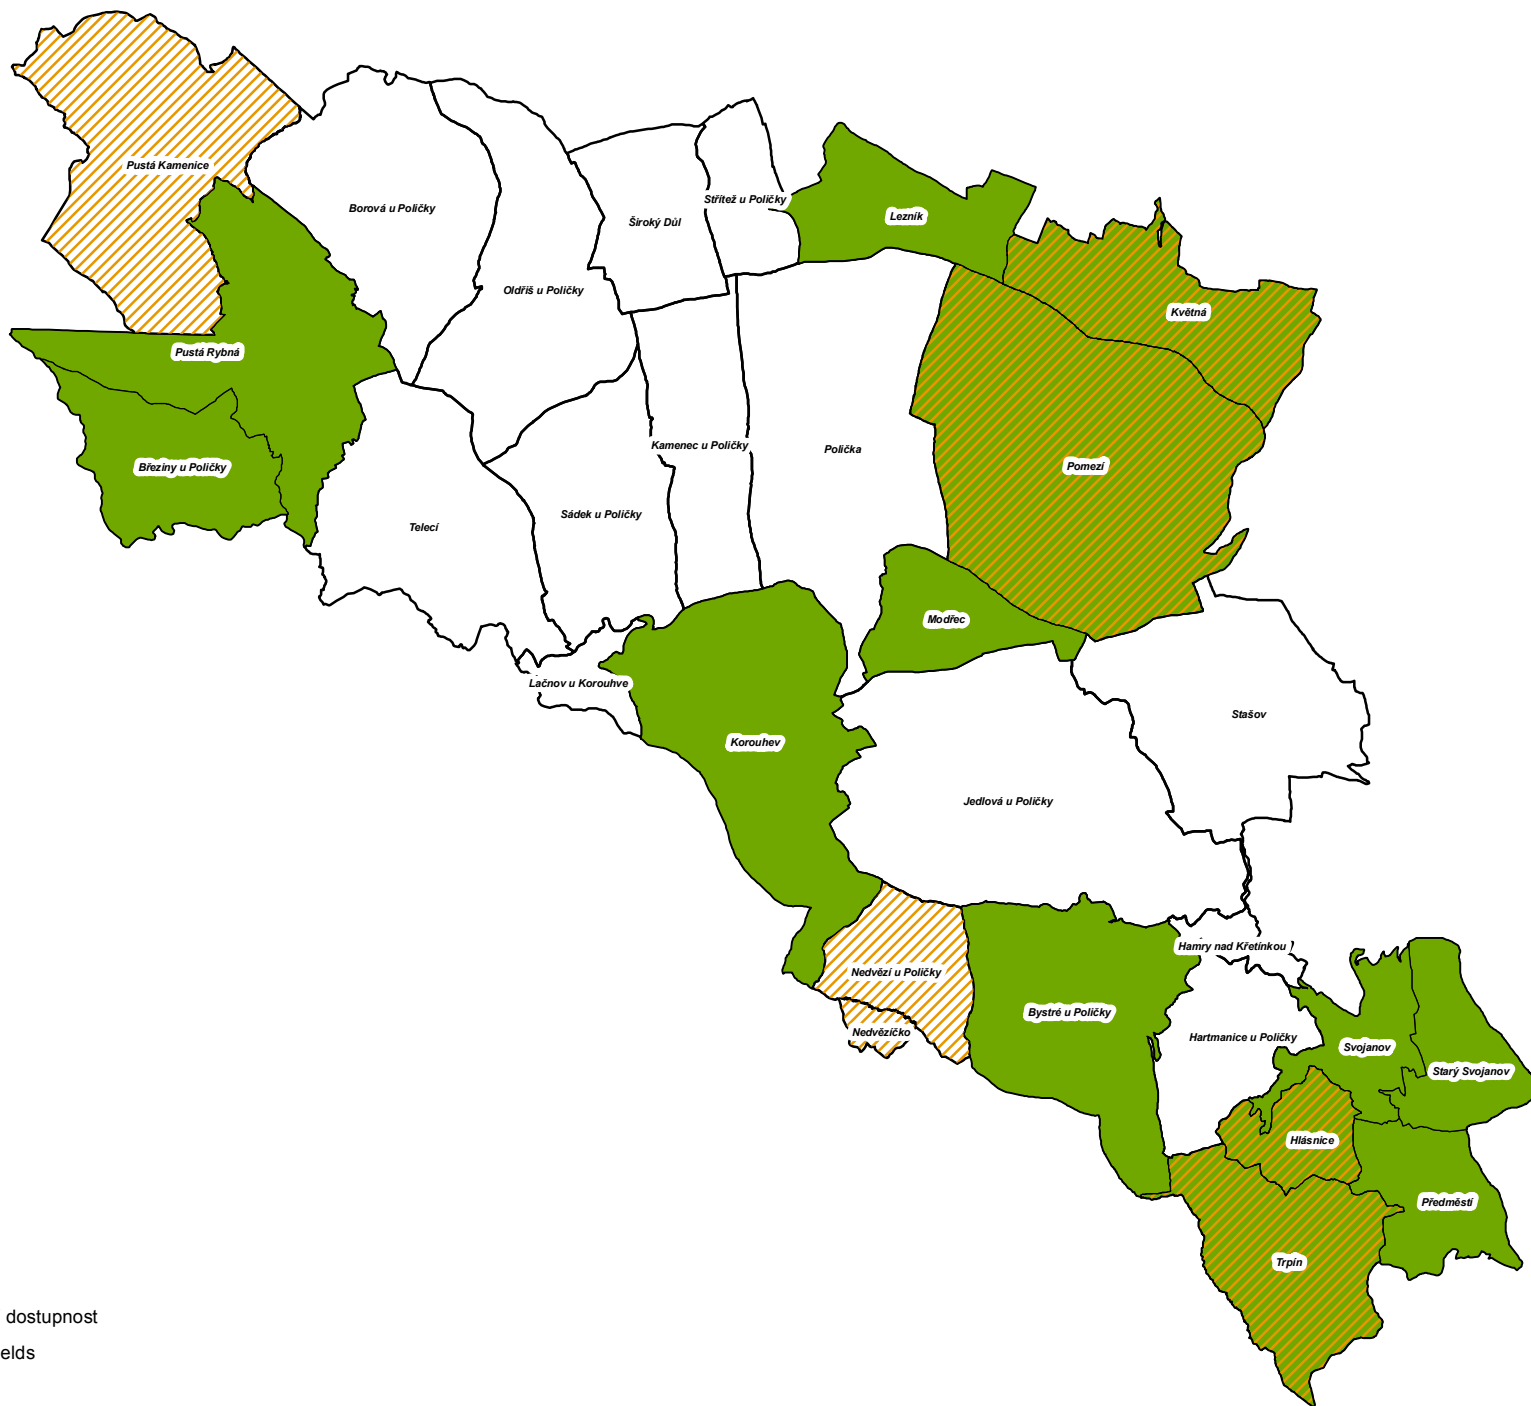 Pustá Kamenice
Borová u Poličky
Střítež u Poličky
Široký Důl
Lezník
Oldřiš u Poličky
Květná
Pustá Rybná
Kamenec u Poličky
Polička
Březiny u Poličky
Pomezí
Sádek u Poličky
Telecí
Modřec
Lačnov u Korouhve
Stašov
Korouhev
Jedlová u Poličky
Hamry nad Křetínkou
Nedvězí u Poličky
Bystré u Poličky
Nedvězíčko
Hartmanice u Poličky
Svojanov
Starý Svojanov
Hlásnice
Předměstí
Trpín
dostupnost
elds